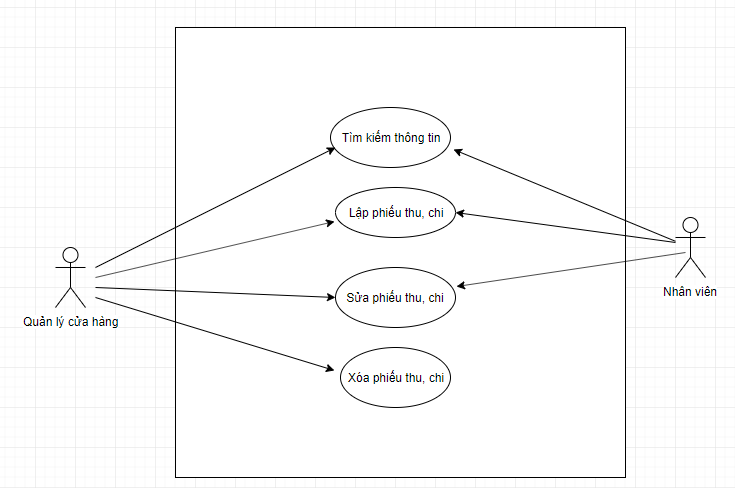 Tìm kiếm thông tin
Lập phiếu thu, chi
Sửa phiếu thu, chi
Xóa phiếu thu, chi
Quản lý cửa hàng
Nhân viên